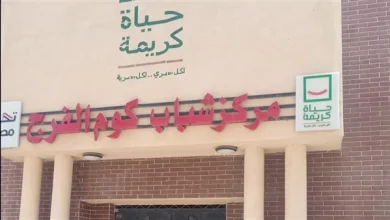 حياة
كريمة
لكل مصري .. لكل مصرية
مركز شباب كوم الفرج
حياة
كريمة